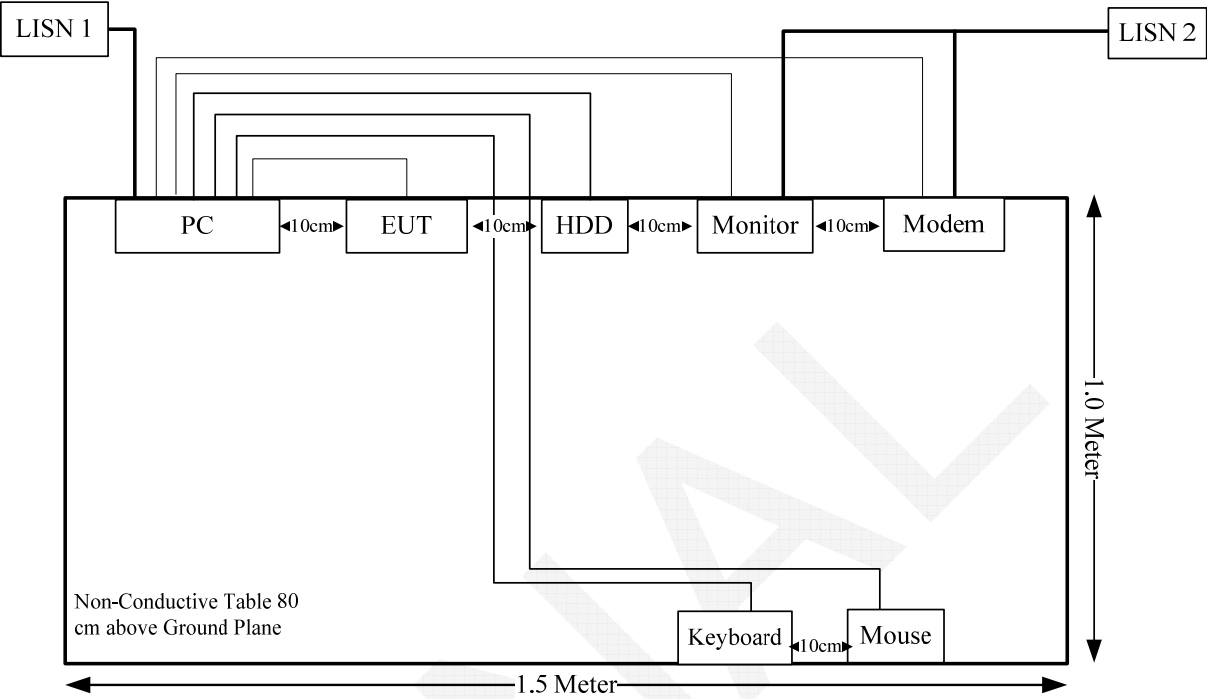 LISN 1
LISN 2
PC
10cm
EUT
10cm
HDD
10cm
Monitor
10cm
Modem
1.0 Meter
Non-Conductive Table 80
cm above Ground Plane
Keyboard
10cm
Mouse
1.5 Meter